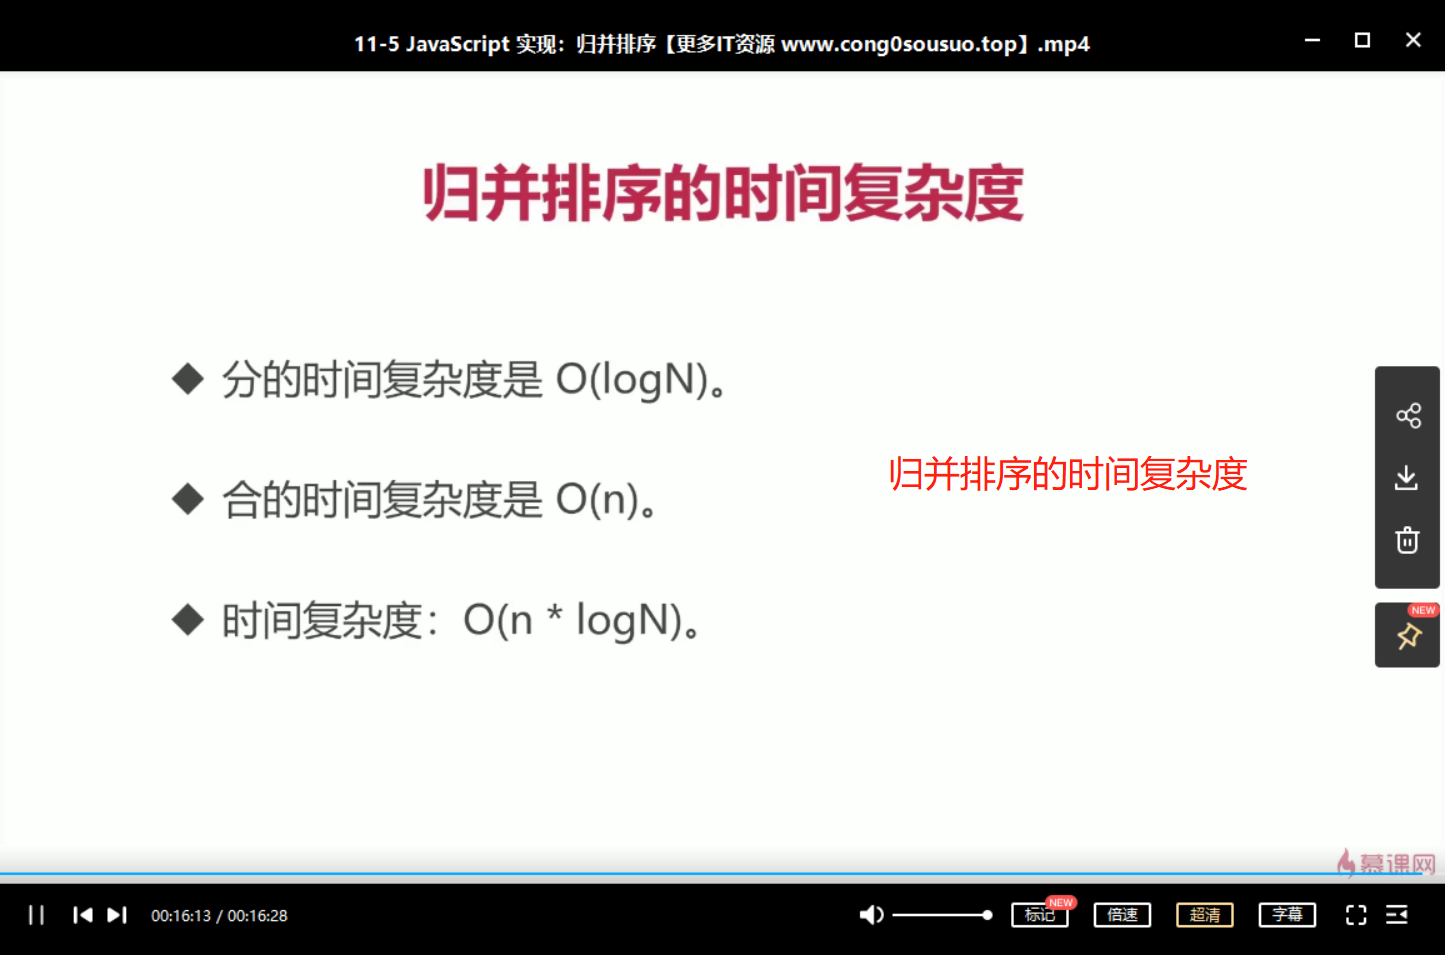 11-5 JavaScript 实现：归并排序【更多IT资源 www.cong0sousuo.top】.mp4
归并排序的时间复杂度
◆ 分的时间复杂度是 O(logN)。
归并排序的时间复杂度
◆ 合的时间复杂度是 O(n)。
◆ 时间复杂度：O(n * logN)。
NEW
慕课网
00:16:13 / 00:16:28
标记
NEW
倍速
超清
字幕